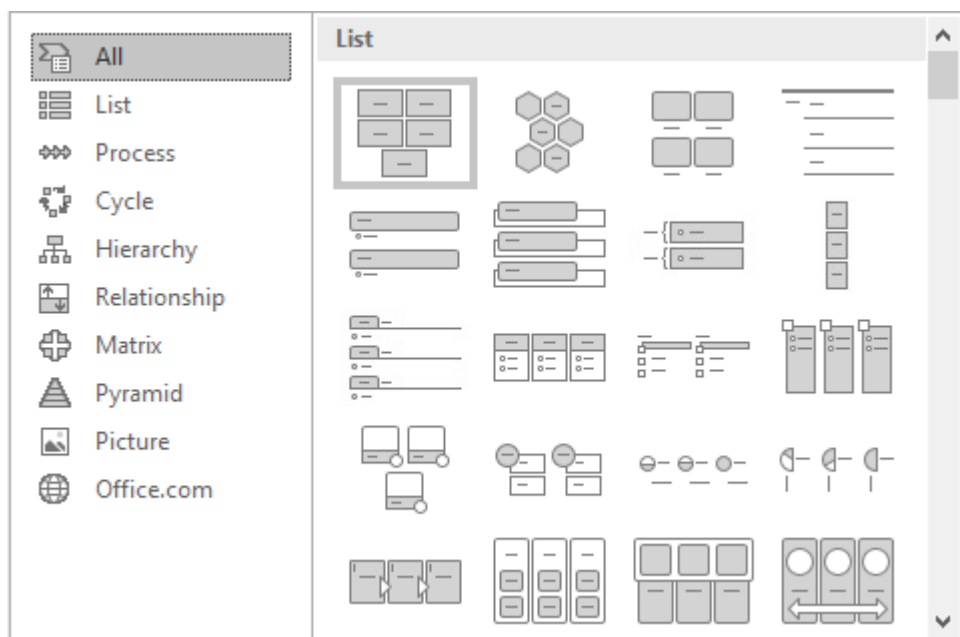 All
List
Process
Cycle
Hierarchy
Relationship
Matrix
Pyramid
Picture
Office.com
List